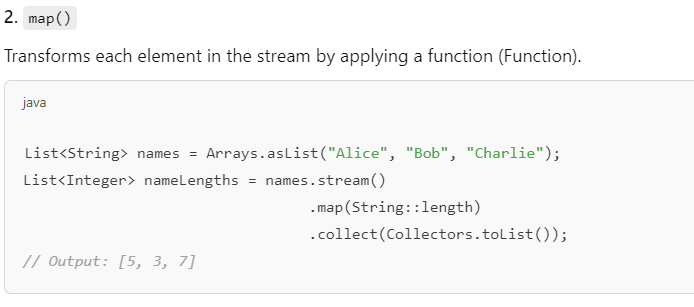 2. map()
Transforms each element in the stream by applying a function (Function).
java
List<String> names = Arrays.asList("Alice", "Bob", "Charlie");
List<Integer> nameLengths = names.stream()
.map(String::length)
.collect(Collectors.toList());
// Output: [5, 3, 7]